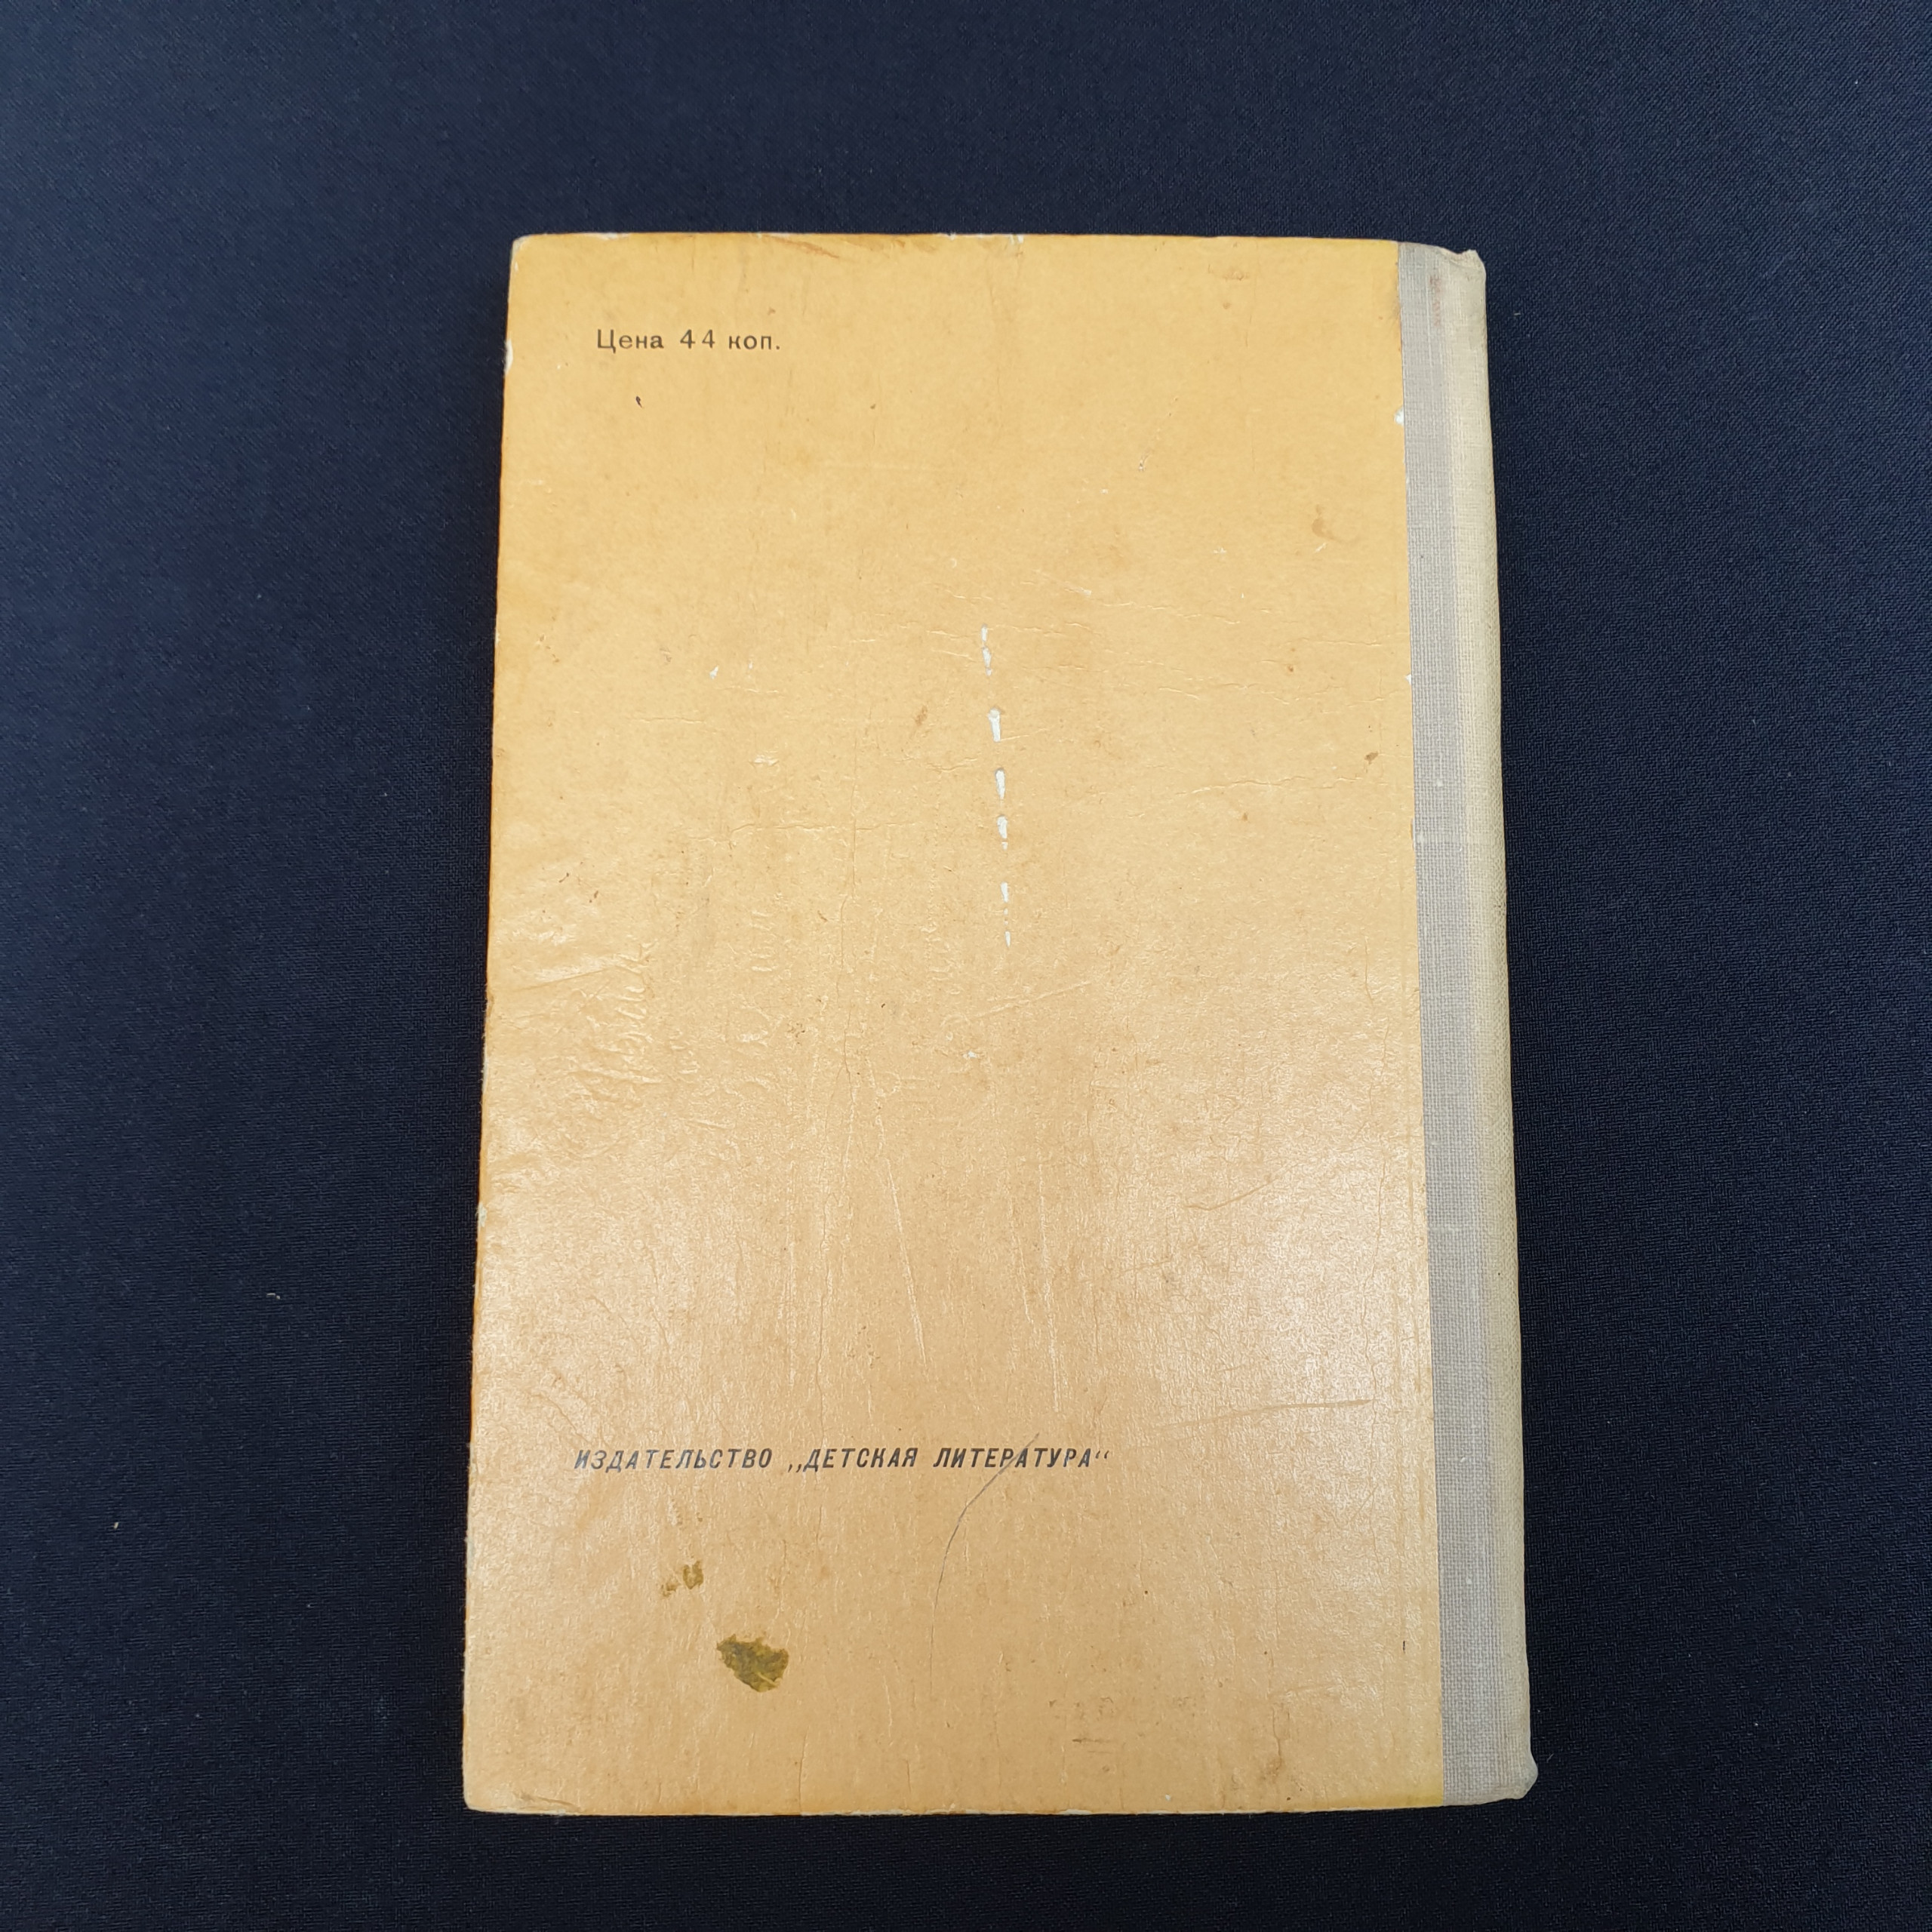 Цена 44 коп.
ИЗДАТЕЛЬСТВО „ДЕТСКАЯ ЛИТЕРАТУРА“